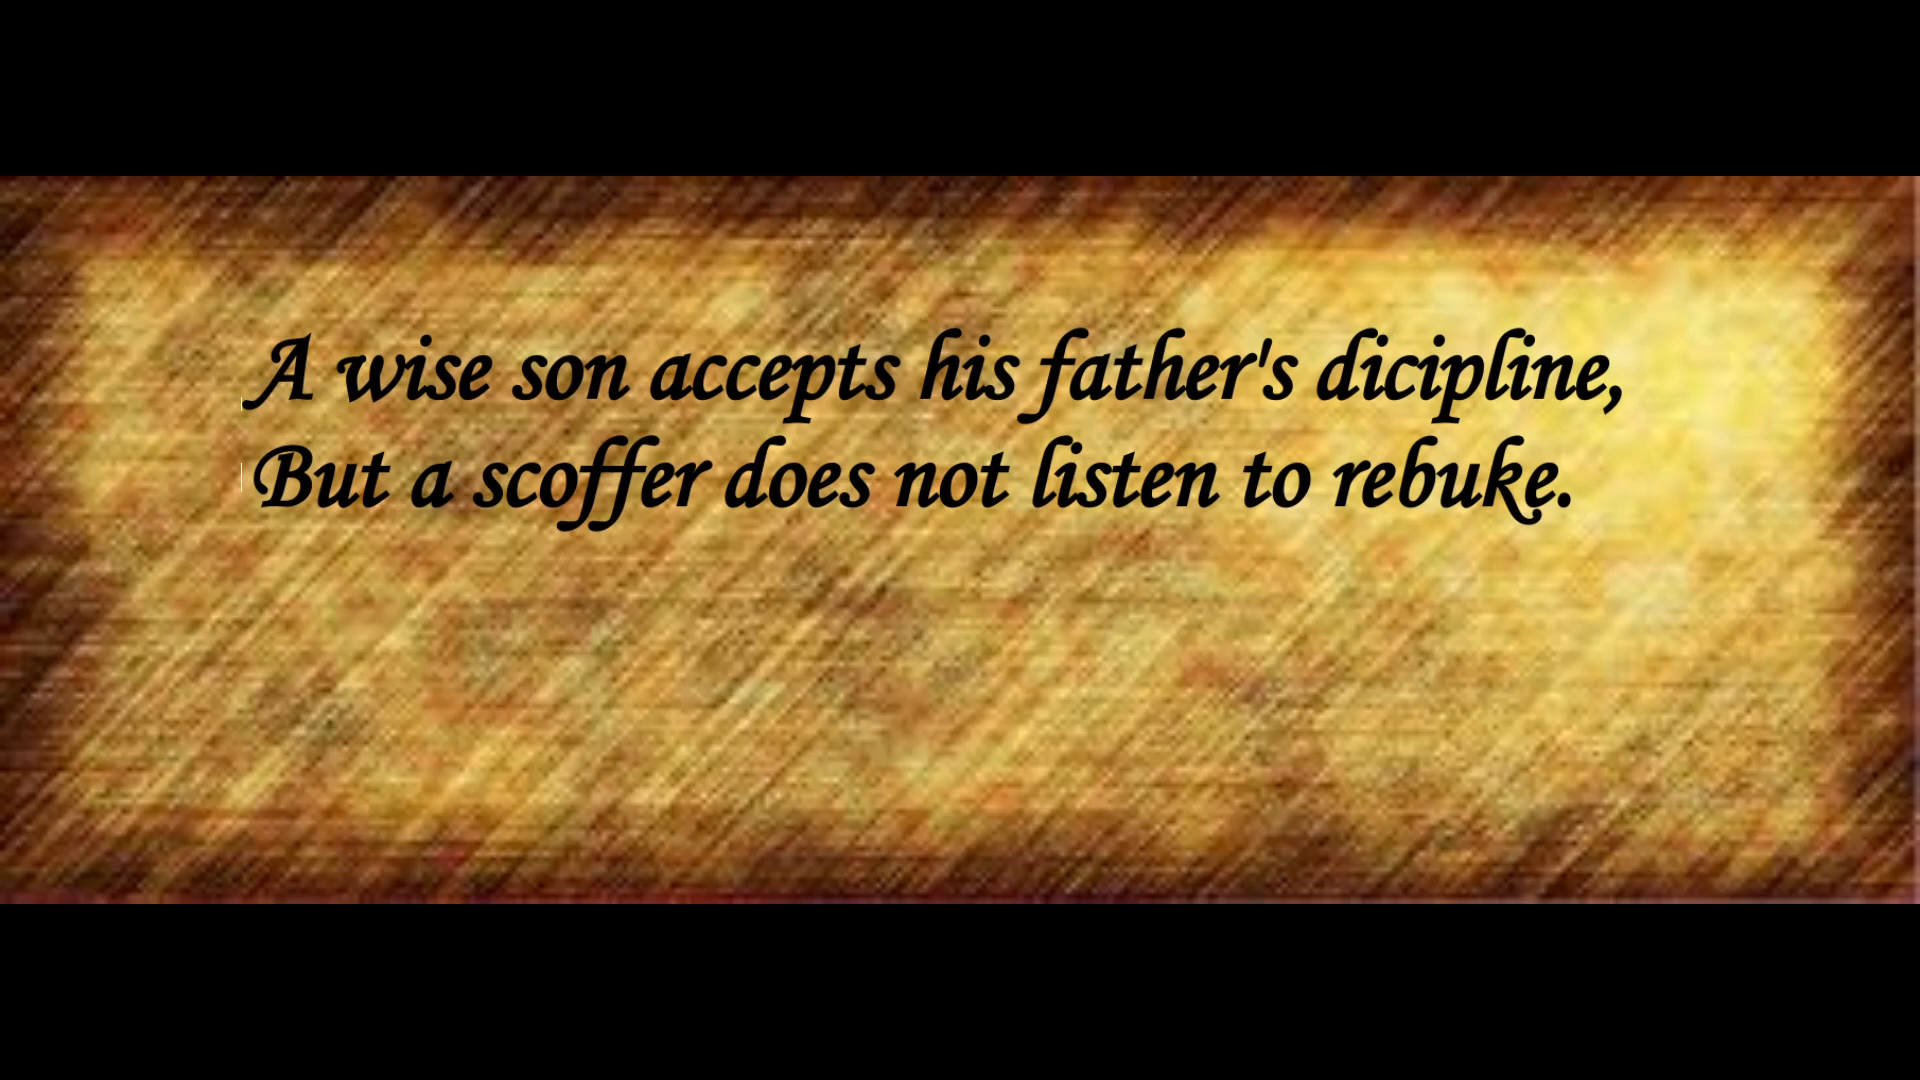 A wise son accepts his father's dicipline,
But a scoffer does not listen to rebuke.